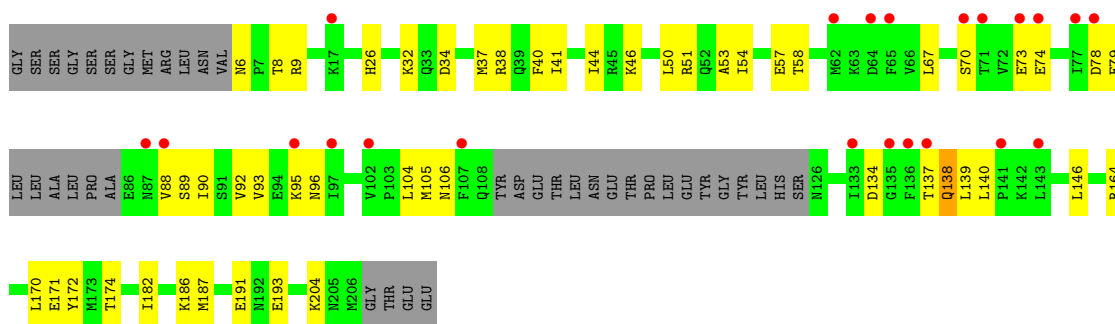 GLY SER SER GLY SER SER GLY MET ARG LEU ASN VAL N6 P7 T8 R9 K17 H26 K32 Q33 D34 M37 R38 Q39 F40 I41 I44 R45 K46 L50 R51 Q52 A53 I54 E57 T58 M62 K63 D64 F65 V66 L67 S70 T71 V72 E73 E74 I77 D78
LEU LEU ALA LEU PRO ALA E86 N87 V88 S89 I90 S91 V92 V93 E94 K95 N96 I97 V102 P103 L104 M105 N106 F107 Q108 TYR ASP GLU THR LEU ASN GLU THR PRO LEU GLU TYR GLY TYR LEU HIS SER N126 I133 D134 G135 F136 T137 Q138 L139 L140 P141 K142 L143 L146
L170 E171 Y172 M173 T174 I182 K186 M187 E191 N192 E193 K204 N205 M206 GLY THR GLU GLU